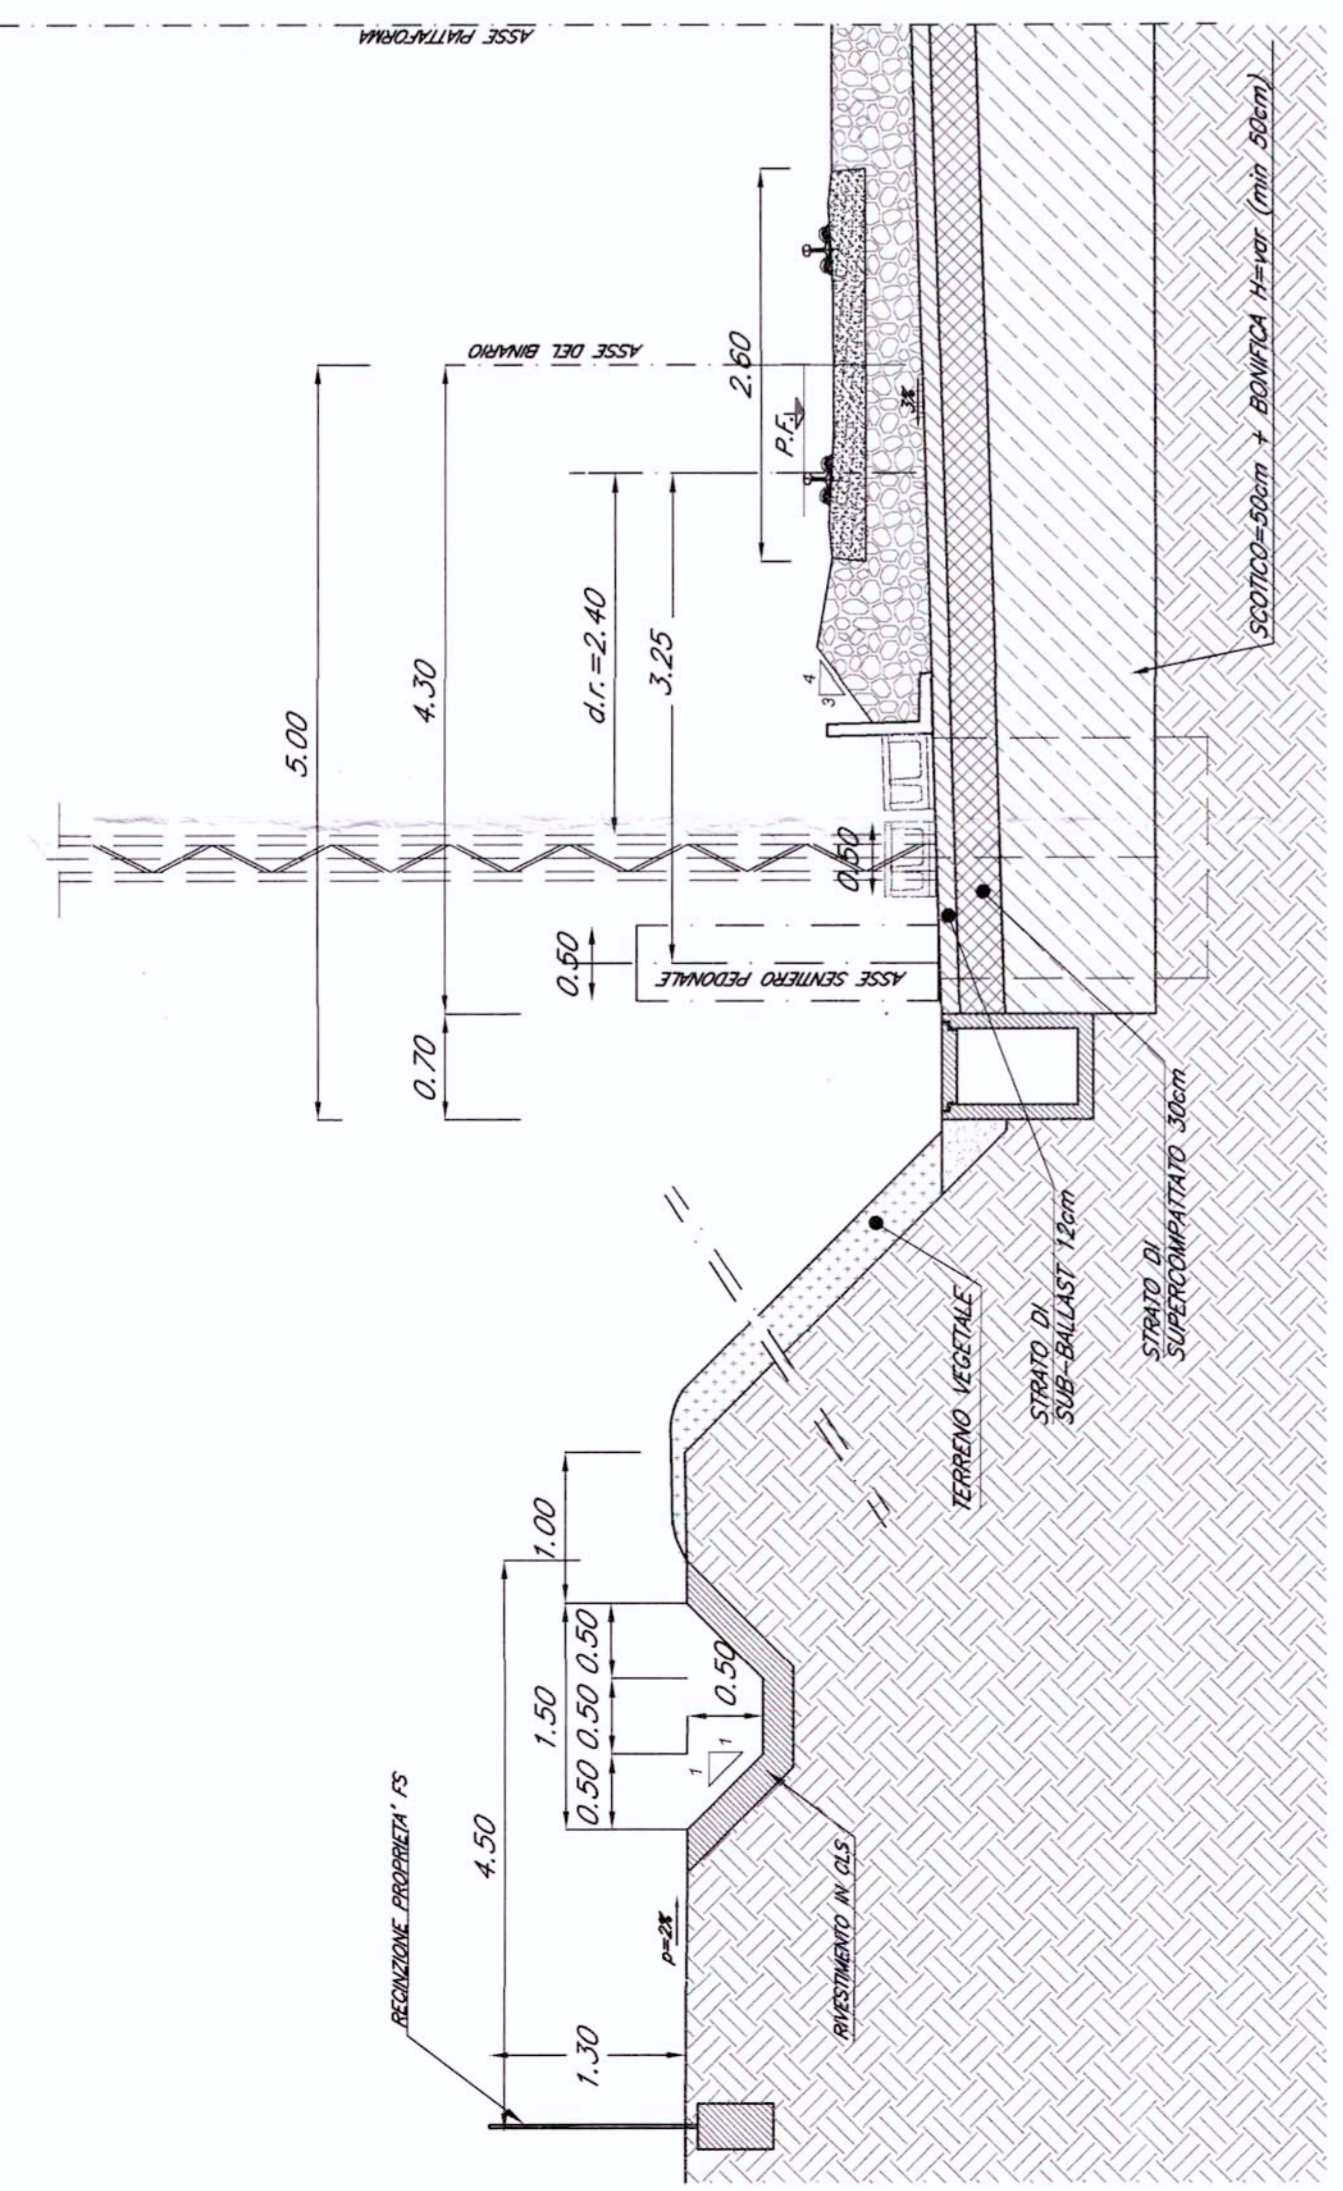 ASSE PIATTAFORMA
ASSE DEL BINARIO
5.00
4.30
0.70
2.60
P.F.
d.r.=2.40
3.25
3%
4
3
0.50
0.50
ASSE SENTIERO PEDONALE
SCOTICO=50cm + BONIFICA H=var (min 50cm)
STRATO DI
SUPERCOMPATTATO 30cm
STRATO DI
SUB-BALLAST 12cm
TERRENO VEGETALE
1.00
1.50
0.50
0.50
0.50
0.50
1
1
4.50
RECINZIONE PROPRIETA' FS
1.30
p=2%
RIVESTIMENTO IN CLS